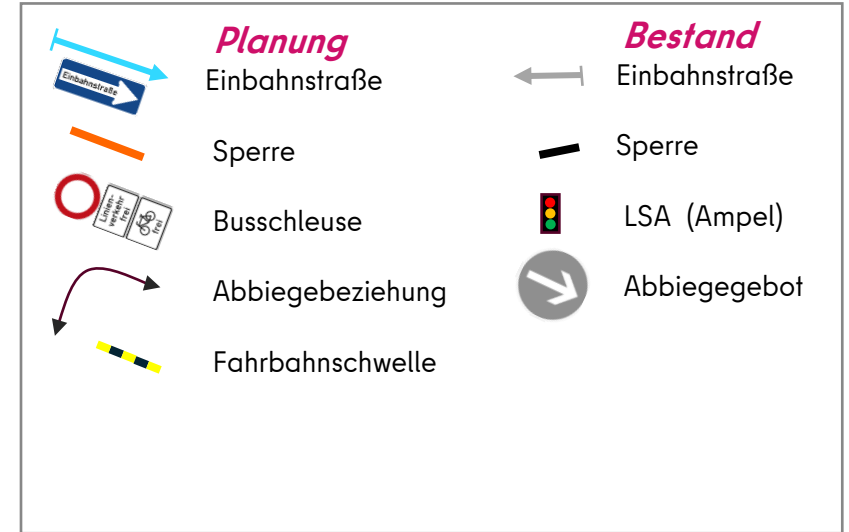 Planung
Einbahnstraße
Einbahnstraße
Sperre
Linien-
verkehr
frei
frei
Busschleuse
Abbiegebeziehung
Fahrbahnschwelle
Bestand
Einbahnstraße
Sperre
LSA (Ampel)
Abbiegegebot